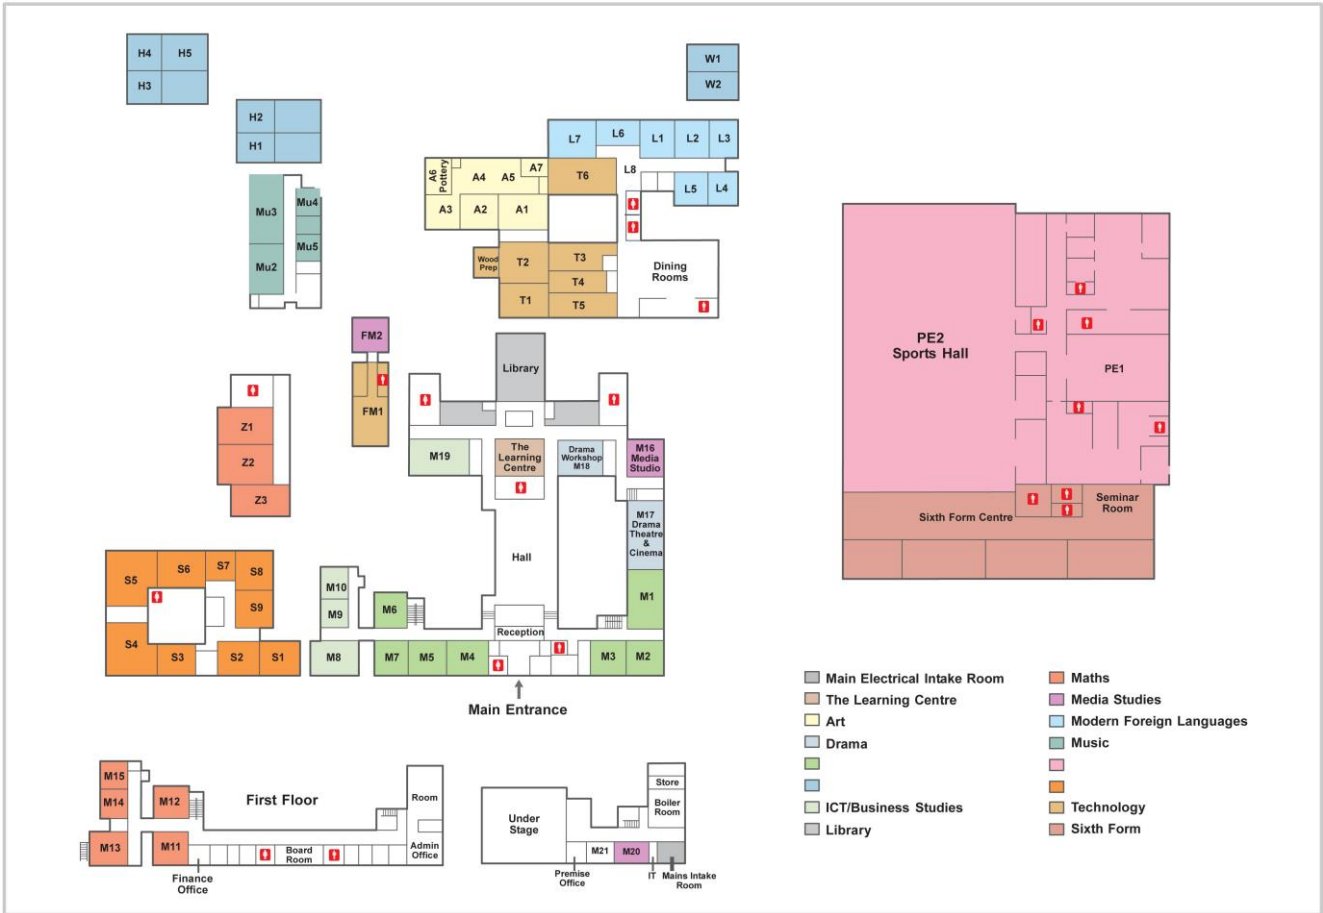 H4 H5
H3
W1
W2
H2
H1
L7 L6 L1 L2 L3
L8
L5 L4
A6
Pottery
A4 A5 A7
T6
A3 A2 A1
Mu3 Mu4
Mu2 Mu5
Wood
Prep
T2 T3
T4
T1 T5
Dining
Rooms
FM2
FM1
Library
PE2
Sports Hall
PE1
Z1
Z2
Z3
M19
The
Learning
Centre
Drama
Workshop
M18
M16
Media
Studio
M17
Drama
Theatre
&
Cinema
Hall
Sixth Form Centre
Seminar
Room
S5 S6 S7 S8
S9
S4 S3 S2 S1
M10
M9
M8
M6
M1
Reception
M7 M5 M4
M3 M2
Main Entrance
Main Electrical Intake Room
The Learning Centre
Art
Drama
ICT/Business Studies
Library
Maths
Media Studies
Modern Foreign Languages
Music
Technology
Sixth Form
M15
M14
M12
First Floor
Room
M13
M11
Board
Room
Admin
Office
Finance
Office
Under
Stage
Store
Boiler
Room
M21 M20
Premise
Office
IT
Mains Intake
Room